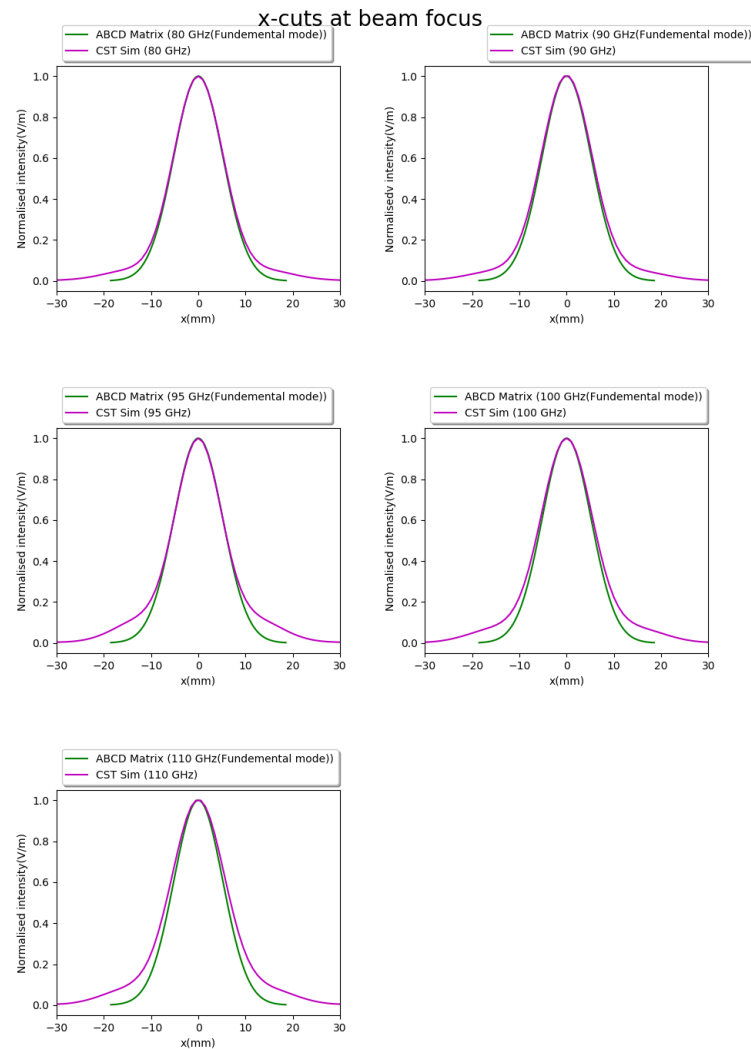 x-cuts at beam focus
ABCD Matrix (80 GHz(Fundemental mode))
CST Sim (80 GHz)
1.0
0.8
0.6
0.4
0.2
0.0
Normalised intensity(V/m)
−30 −20 −10 0 10 20 30
x(mm)
ABCD Matrix (90 GHz(Fundemental mode))
CST Sim (90 GHz)
1.0
0.8
0.6
0.4
0.2
0.0
Normalisedv intensity(V/m)
−30 −20 −10 0 10 20 30
x(mm)
ABCD Matrix (95 GHz(Fundemental mode))
CST Sim (95 GHz)
1.0
0.8
0.6
0.4
0.2
0.0
Normalised intensity(V/m)
−30 −20 −10 0 10 20 30
x(mm)
ABCD Matrix (100 GHz(Fundemental mode))
CST Sim (100 GHz)
1.0
0.8
0.6
0.4
0.2
0.0
Normalised intensity(V/m)
−30 −20 −10 0 10 20 30
x(mm)
ABCD Matrix (110 GHz(Fundemental mode))
CST Sim (110 GHz)
1.0
0.8
0.6
0.4
0.2
0.0
Normalised intensity(V/m)
−30 −20 −10 0 10 20 30
x(mm)